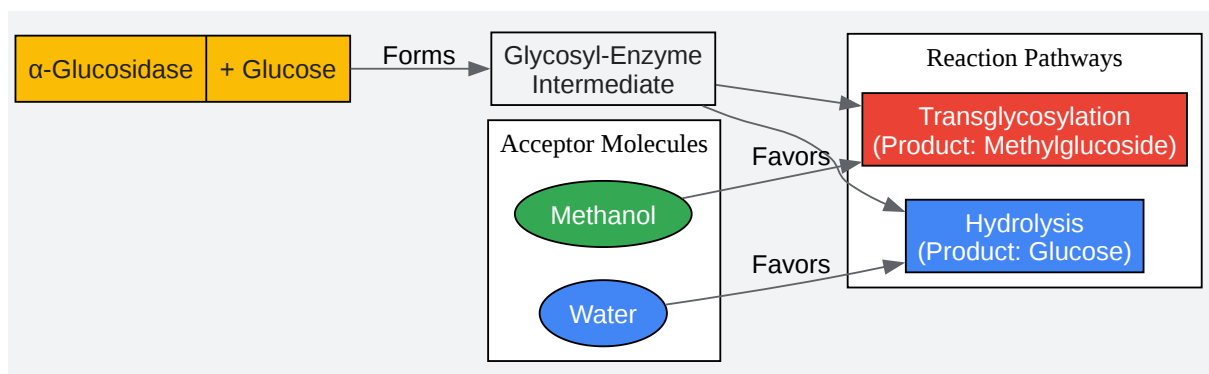 α-Glucosidase
+ Glucose
Forms
Glycosyl-Enzyme
Intermediate
Acceptor Molecules
Methanol
Water
Favors
Favors
Reaction Pathways
Transglycosylation
(Product: Methylglucoside)
Hydrolysis
(Product: Glucose)